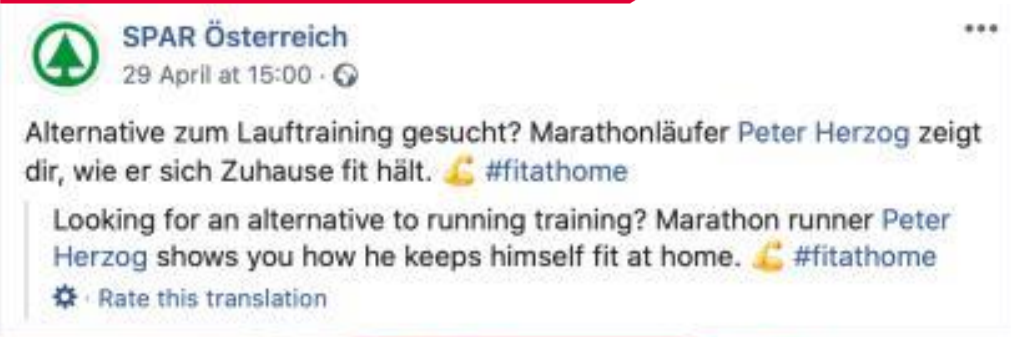 SPAR Österreich
29 April at 15:00 ·
Alternative zum Lauftraining gesucht? Marathonläufer Peter Herzog zeigt
dir, wie er sich Zuhause fit hält. 💪 #fitathome
Looking for an alternative to running training? Marathon runner Peter
Herzog shows you how he keeps himself fit at home. 💪 #fitathome
· Rate this translation